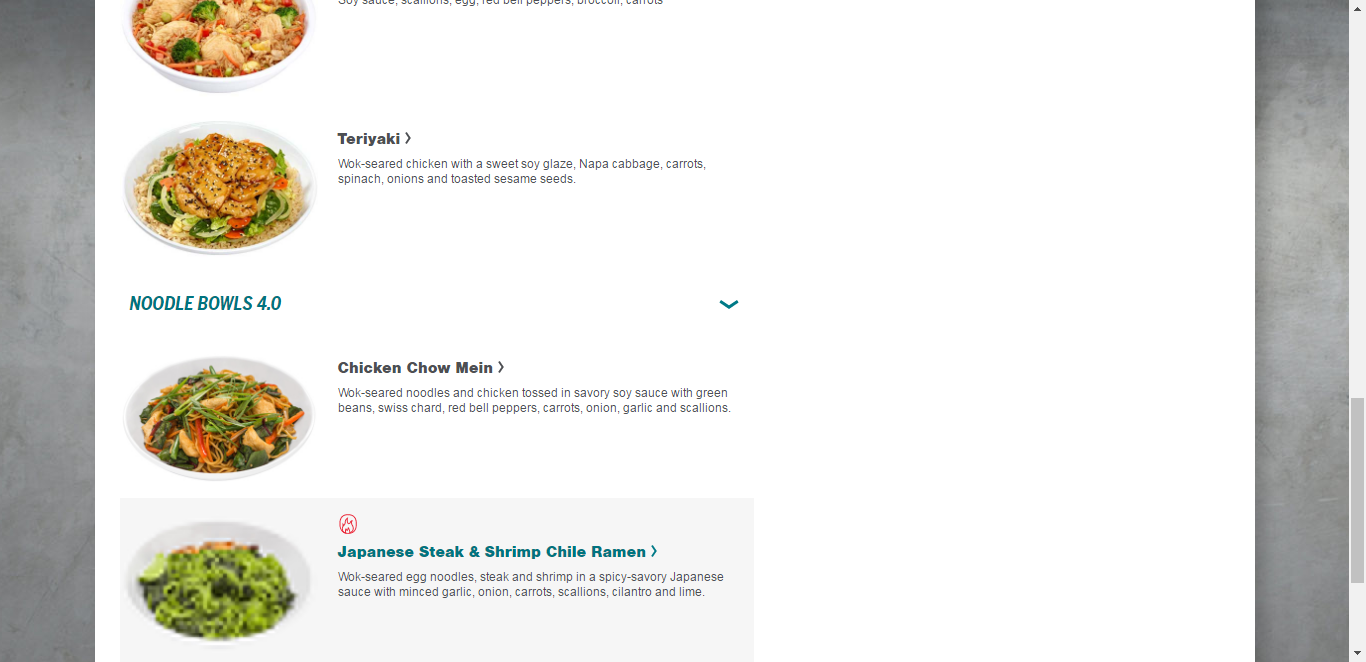 Soy sauce, scallions, egg, red bell peppers, broccoli, carrots
Teriyaki
Wok-seared chicken with a sweet soy glaze, Napa cabbage, carrots,
spinach, onions and toasted sesame seeds.
NOODLE BOWLS 4.0
Chicken Chow Mein
Wok-seared noodles and chicken tossed in savory soy sauce with green
beans, swiss chard, red bell peppers, carrots, onion, garlic and scallions.
Japanese Steak & Shrimp Chile Ramen
Wok-seared egg noodles, steak and shrimp in a spicy-savory Japanese
sauce with minced garlic, onion, carrots, scallions, cilantro and lime.